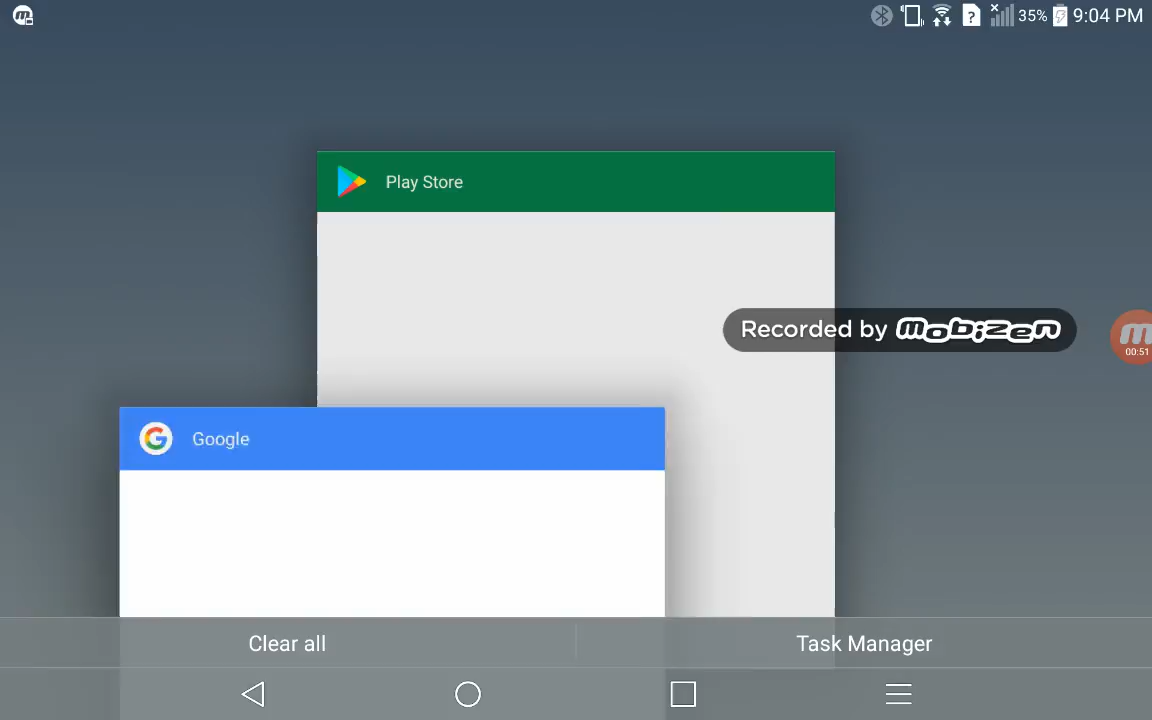 35% 9:04 PM
Play Store
Recorded by mobizen
00:51
Google
Clear all
Task Manager